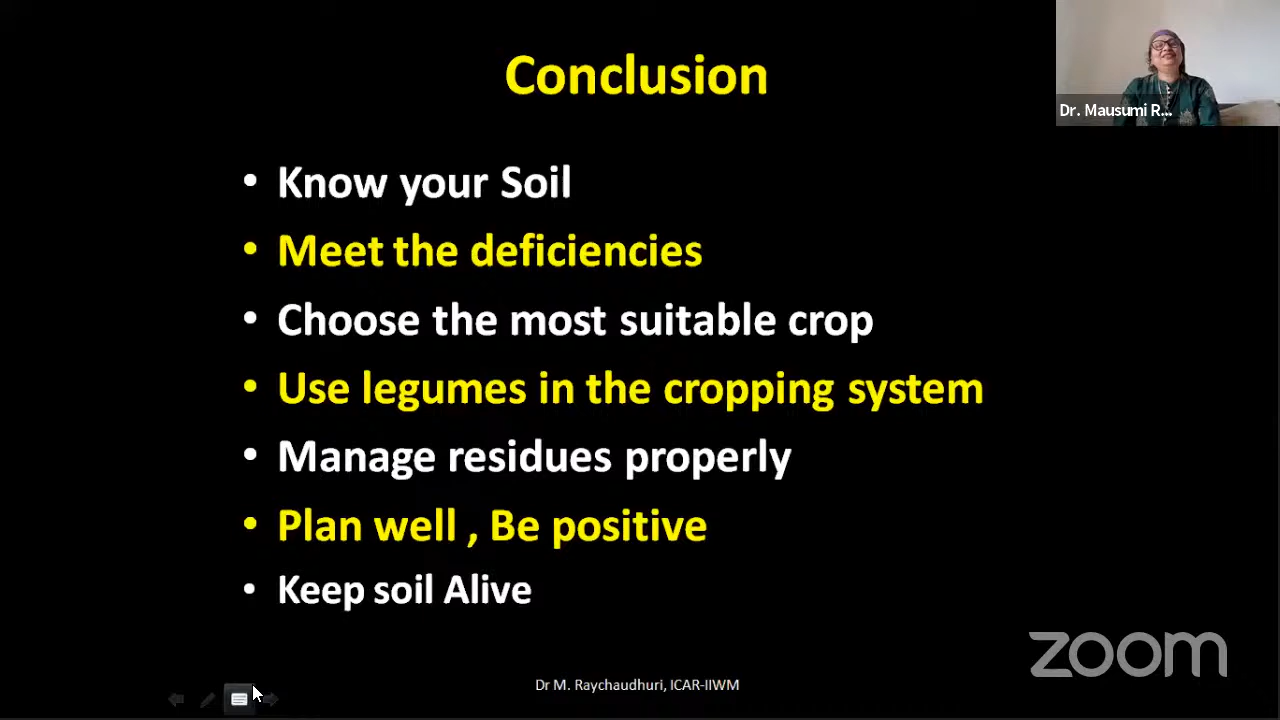 Conclusion
Dr. Mausumi R...
• Know your Soil
• Meet the deficiencies
• Choose the most suitable crop
• Use legumes in the cropping system
• Manage residues properly
• Plan well , Be positive
• Keep soil Alive
zoom
Dr M. Raychaudhuri, ICAR-IIWM